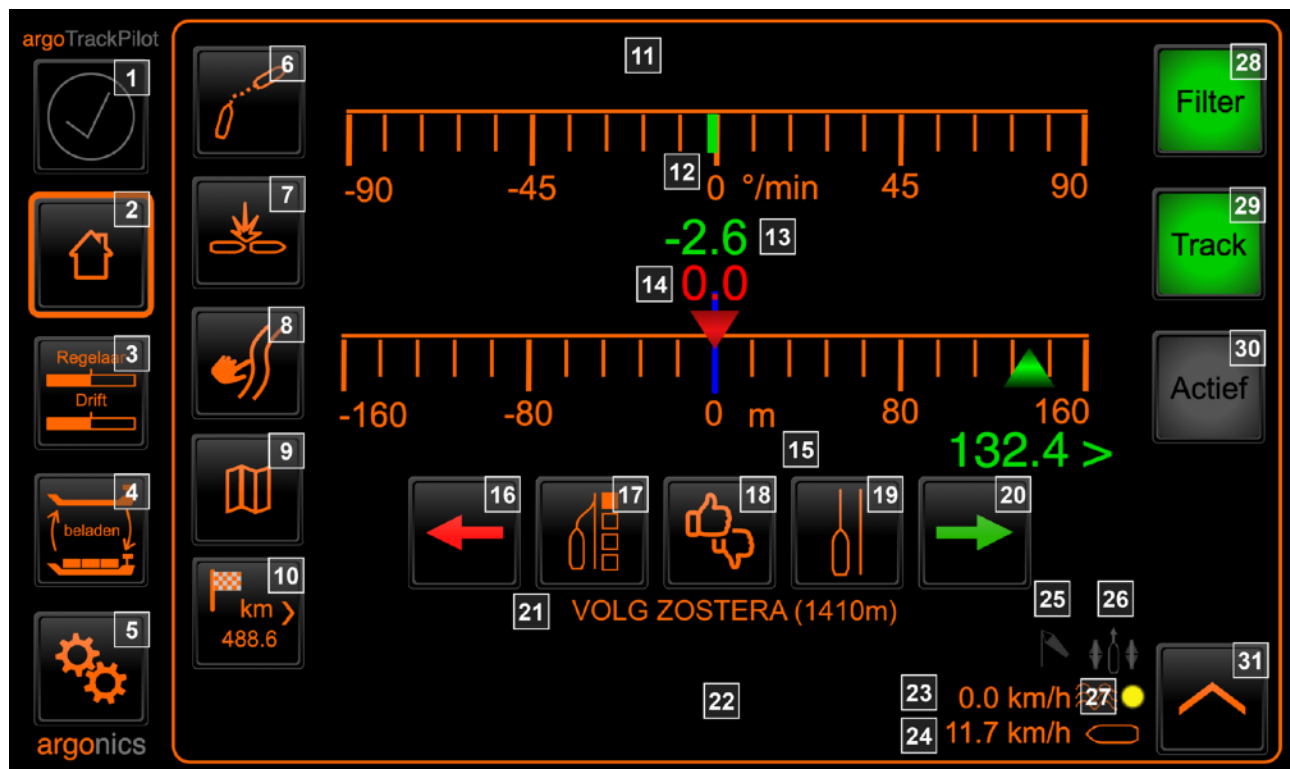 argoTrackPilot
1
2
Regelaar 3
Drift
4
beladen
5
argonics
6
7
8
9
10
km
488.6
11
-90 -45 12 0 °/min 45 90
-2.6 13
14 0.0
-160 -80 0 m 80 160
15 132.4 >
16 17 18 19 20
21 VOLG ZOSTERA (1410m)
22
25 26
23 0.0 km/h 27
24 11.7 km/h
28
Filter
29
Track
30
Actief
31